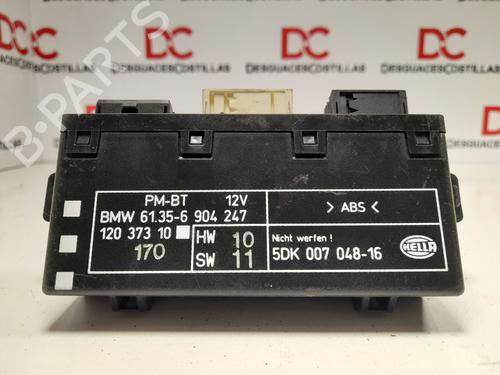 DC DC DC
DESGUACES COSTILLAS DESGUACES COSTILLAS DESGUACES COSTILLAS
B-PARTS
PM-BT 12V
BMW 61.35-6 904 247
120 373 10
170
HW 10
SW 11
> ABS <
Nicht werfen !
5DK 007 048-16
HELLA